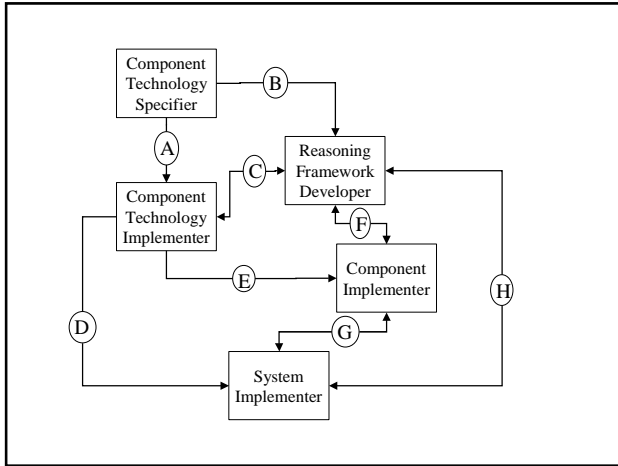 Component
Technology
Specifier
B
A
Reasoning
Framework
Developer
C
Component
Technology
Implementer
F
E
Component
Implementer
H
D
G
System
Implementer